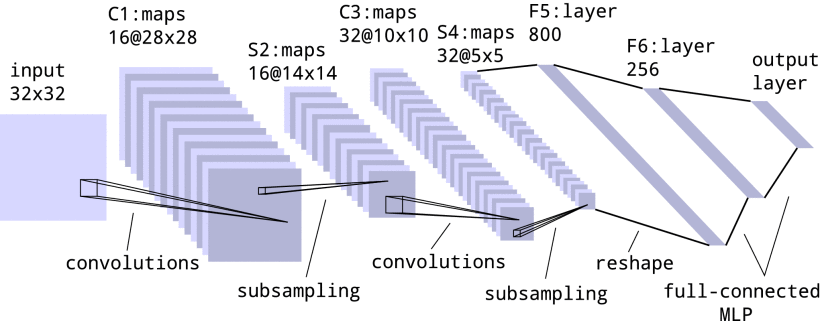 input
32x32
C1:maps
16@28x28
S2:maps
16@14x14
C3:maps
32@10x10
S4:maps
32@5x5
F5:layer
800
F6:layer
256
output
layer
convolutions
subsampling
convolutions
subsampling
reshape
full-connected
MLP